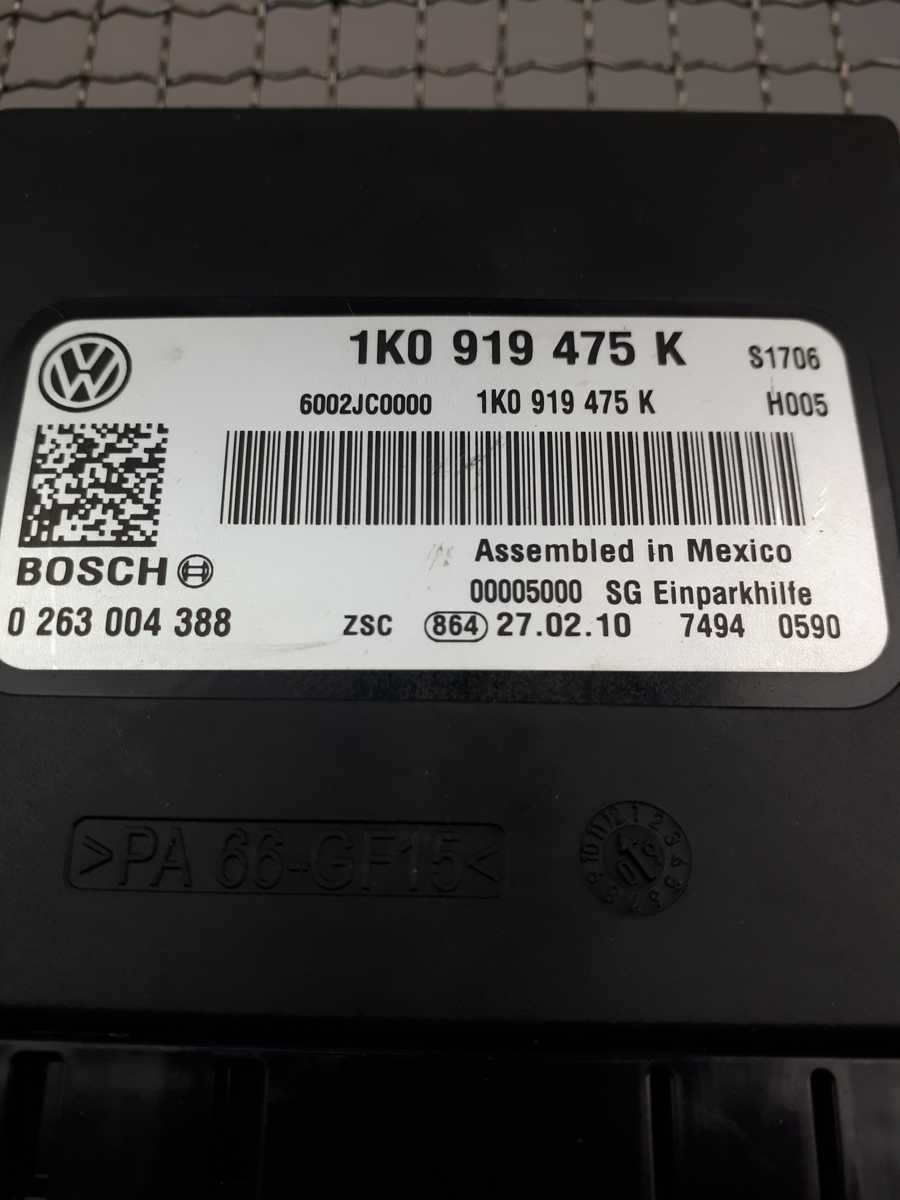 1K0 919 475 K S1706
6002JC0000 1K0 919 475 K H005
Assembled in Mexico
BOSCH
00005000 SG Einparkhilfe
0 263 004 388 ZSC 864 27.02.10 7494 0590
>PA 66-GF15<